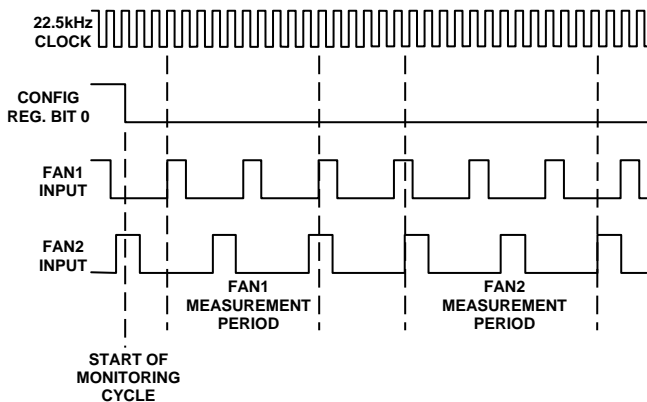 22.5kHz
CLOCK
CONFIG
REG. BIT 0
FAN1
INPUT
FAN2
INPUT
FAN1
MEASUREMENT
PERIOD
FAN2
MEASUREMENT
PERIOD
START OF
MONITORING
CYCLE